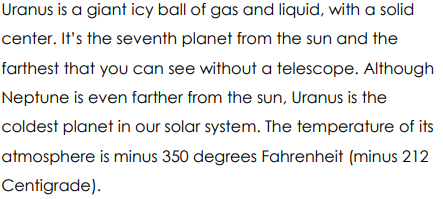 Uranus is a giant icy ball of gas and liquid, with a solid
center. It's the seventh planet from the sun and the
farthest that you can see without a telescope. Although
Neptune is even farther from the sun, Uranus is the
coldest planet in our solar system. The temperature of its
atmosphere is minus 350 degrees Fahrenheit (minus 212
Centigrade).